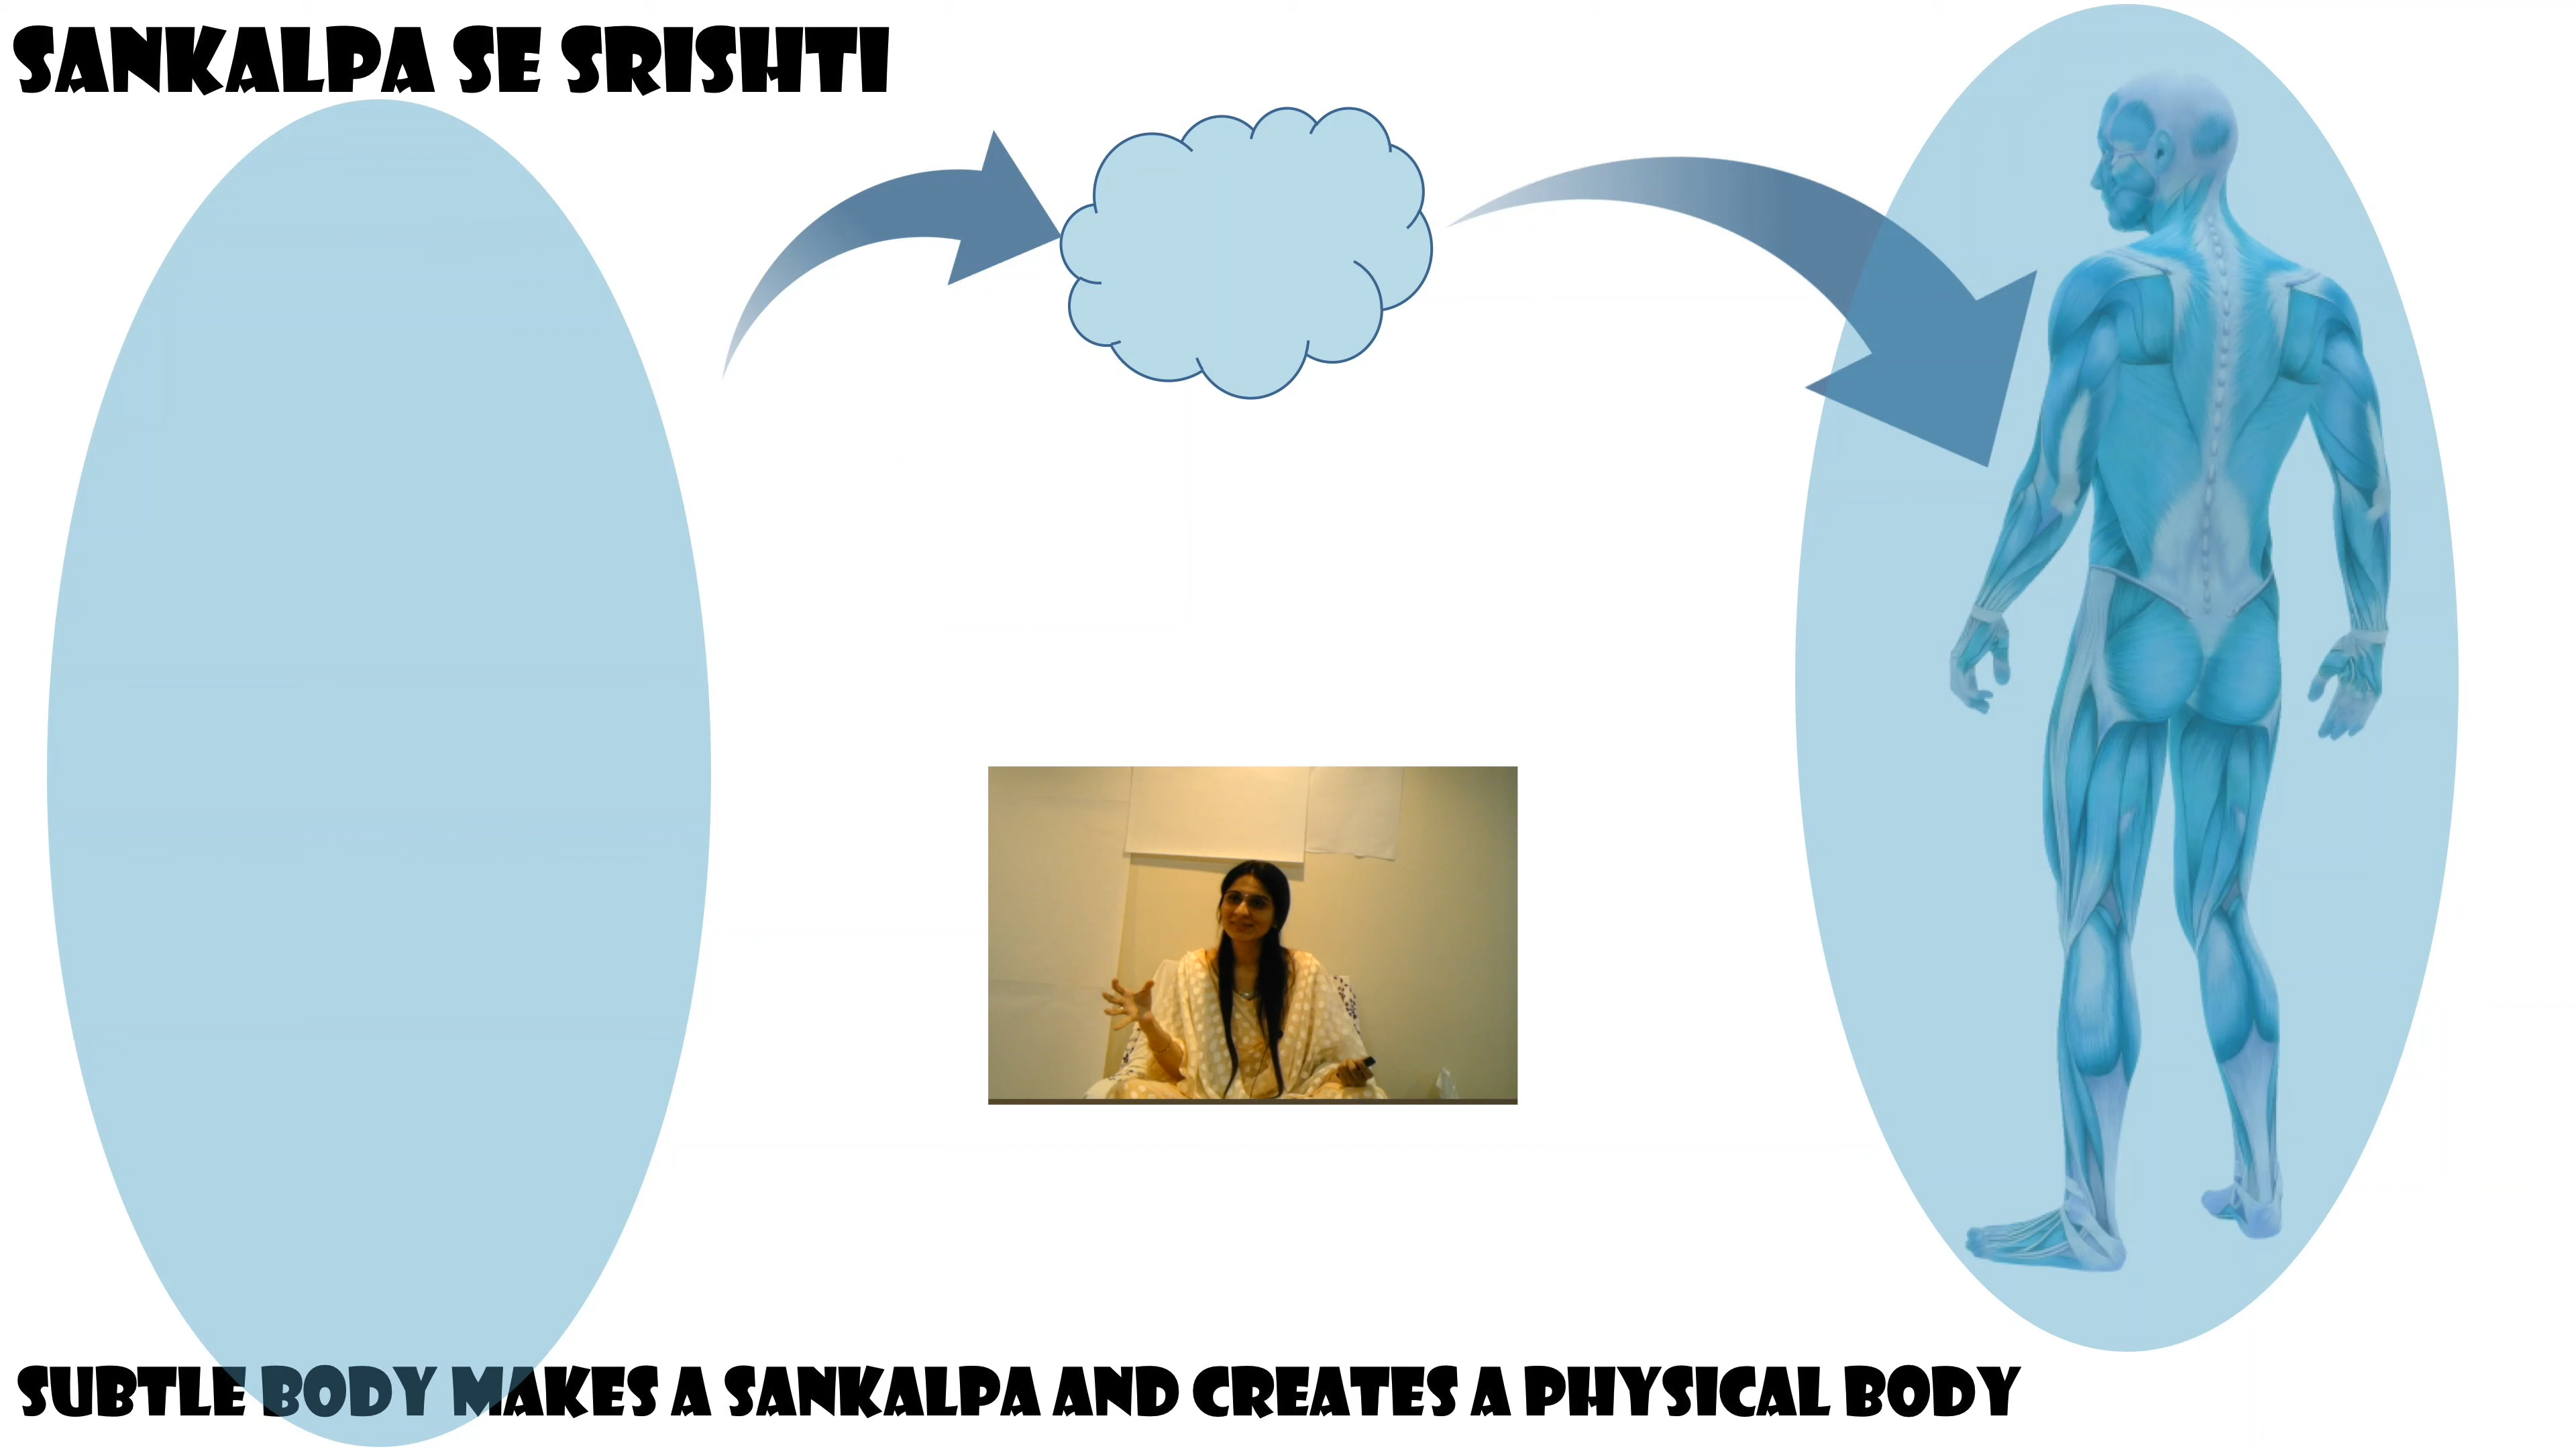 SANKALPA SE SRISHTI
SUBTLE BODY MAKES A SANKALPA AND CREATES A PHYSICAL BODY